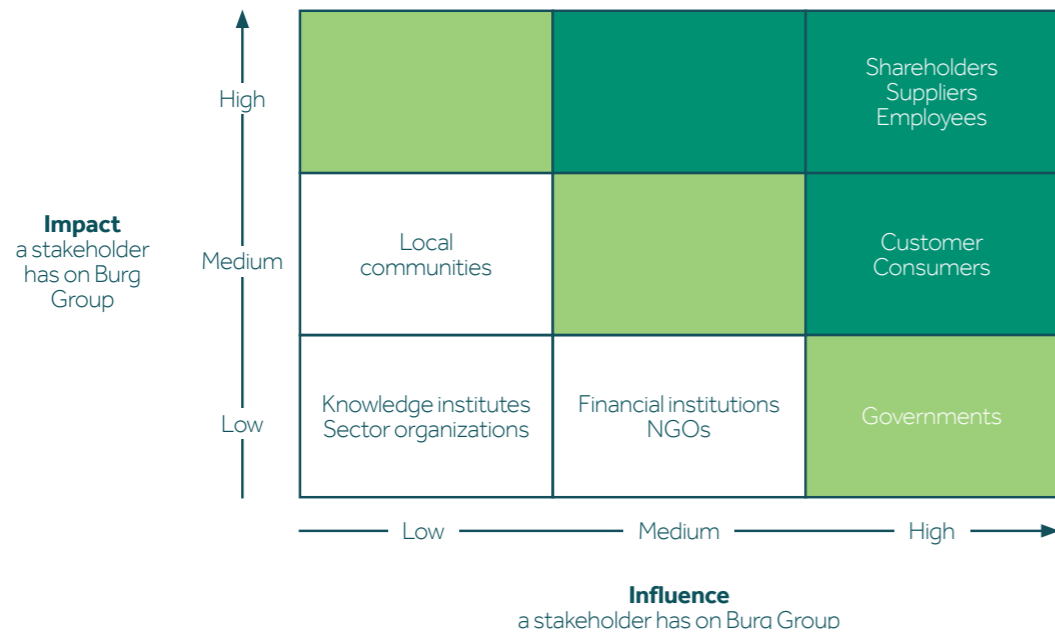 High
Shareholders
Suppliers
Employees
Impact
a stakeholder
has on Burg
Group
Medium
Local
communities
Customer
Consumers
Low
Knowledge institutes
Sector organizations
Financial institutions
NGOs
Governments
Low
Medium
High
Influence
a stakeholder has on Burg Group